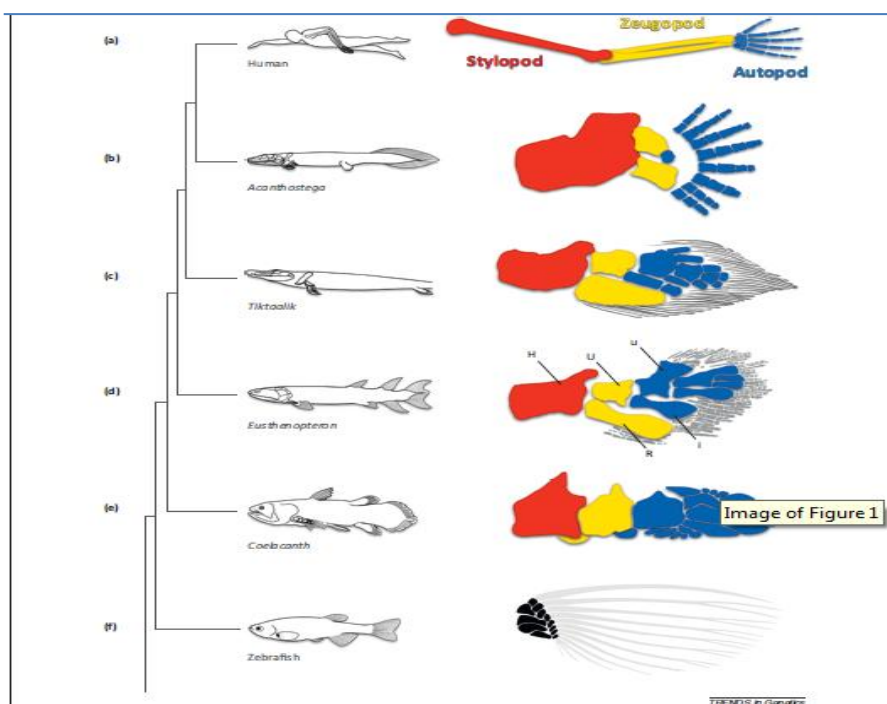 (a)
Human
Stylopod
Zeugopod
Autopod
(b)
Acanthostega
(c)
Tiktaalik
(d)
Eusthenopteron
H
U
u
R
i
(e)
Coelacanth
Image of Figure 1
(f)
Zebrafish
TRENDS in Genetics